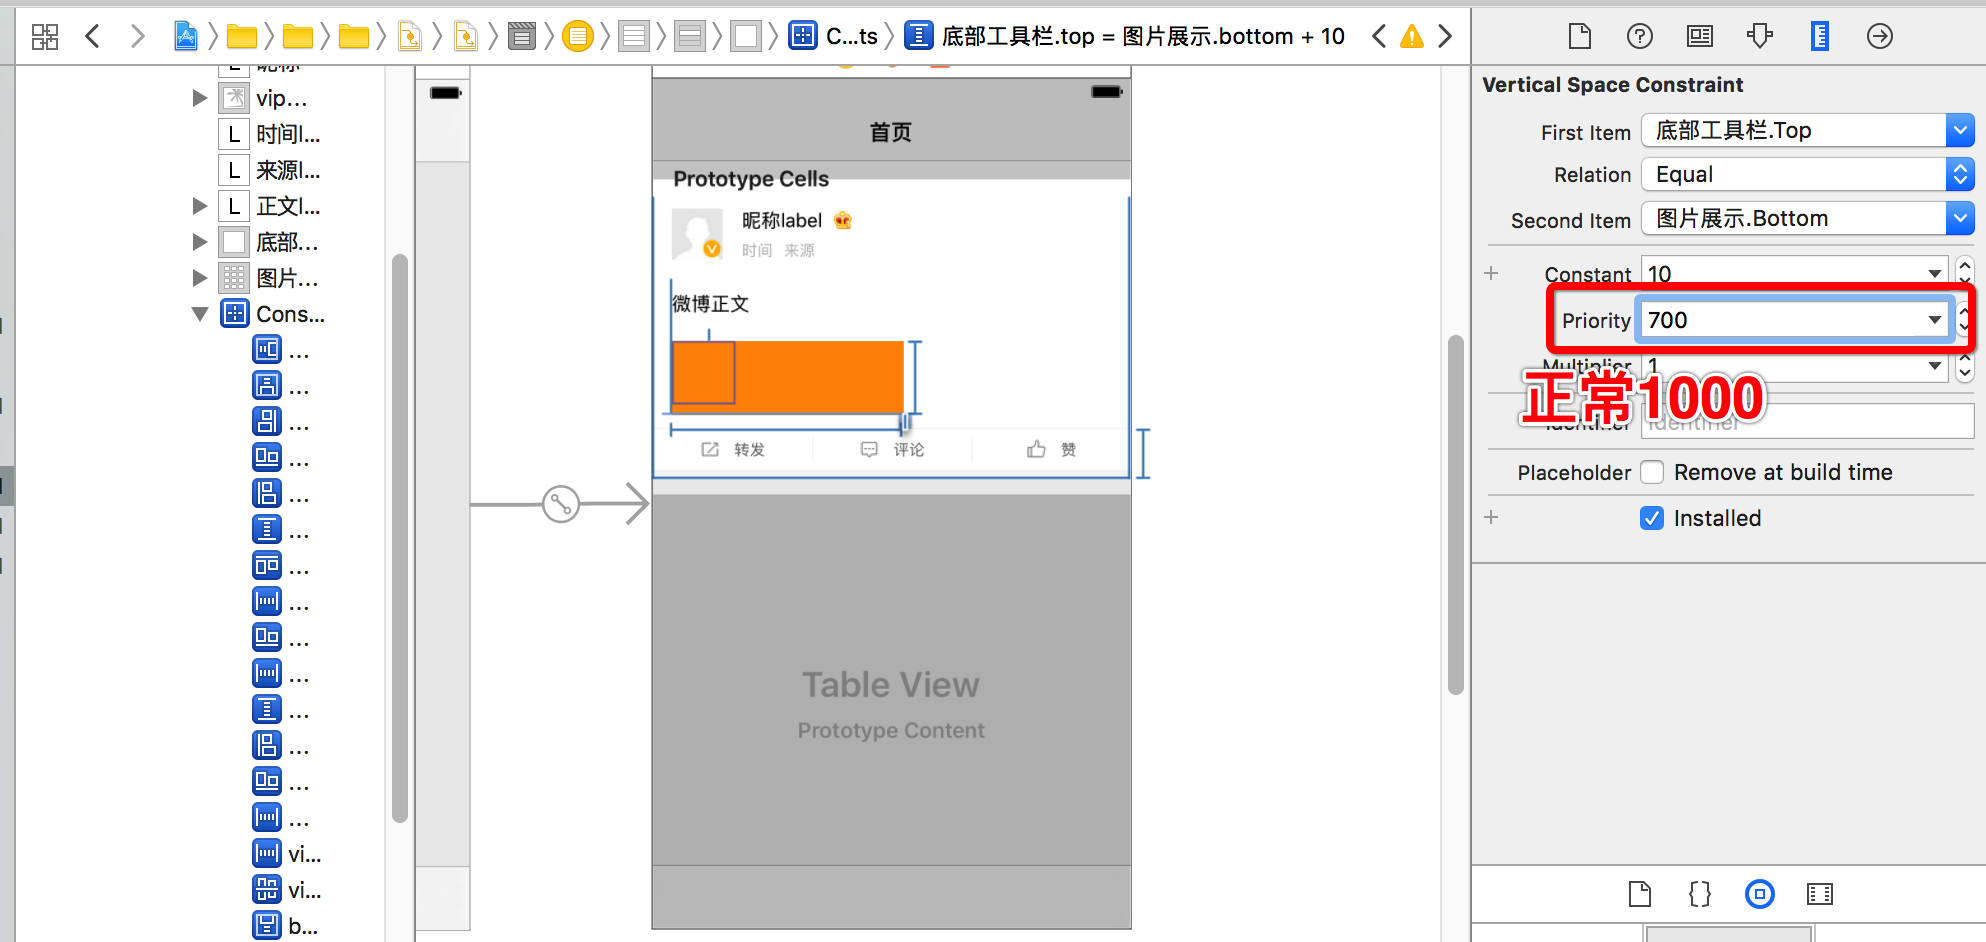 C...ts
底部工具栏.top = 图片展示.bottom + 10
昵称
vip...
时间l...
来源l...
正文l...
底部...
图片...
Cons...
...
...
...
...
...
...
...
...
...
...
...
...
...
...
vi...
vi...
b...
首页
Prototype Cells
昵称label
时间 来源
微博正文
转发 评论 赞
Table View
Prototype Content
Vertical Space Constraint
First Item 底部工具栏.Top
Relation Equal
Second Item 图片展示.Bottom
Constant 10
Priority 700
Multiplier 1
正常1000
Identifier Identifier
Placeholder Remove at build time
Installed